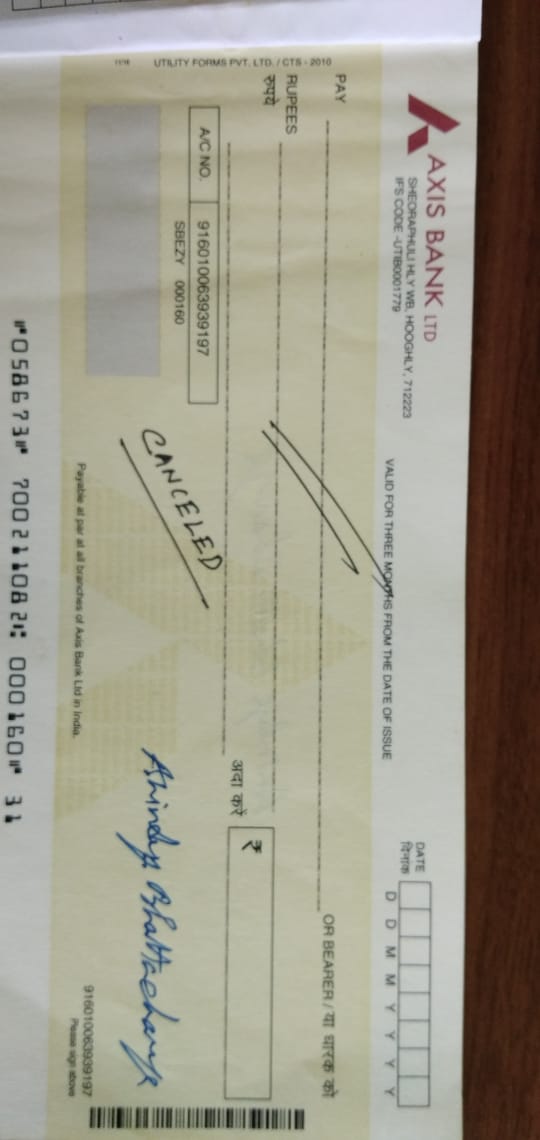 AXIS BANK LTD
SHEORAPHULI HLY WB, HOOGHLY, 712223
IFS CODE -UTIB0001779
VALID FOR THREE MONTHS FROM THE DATE OF ISSUE
DATE
दिनांक
D D M M Y Y Y Y
PAY
OR BEARER / या धारक को
RUPEES
रुपये
अदा करें
₹
A/C NO. 916010063939197
SBEZY 000160
CANCELED
Anindya Bhattacharya
916010063939197
Please sign above
Payable at par at all branches of Axis Bank Ltd in India.
UTILITY FORMS PVT. LTD. / CTS - 2010
⑈058673⑈ 700211082⑆ 000160⑈ 31